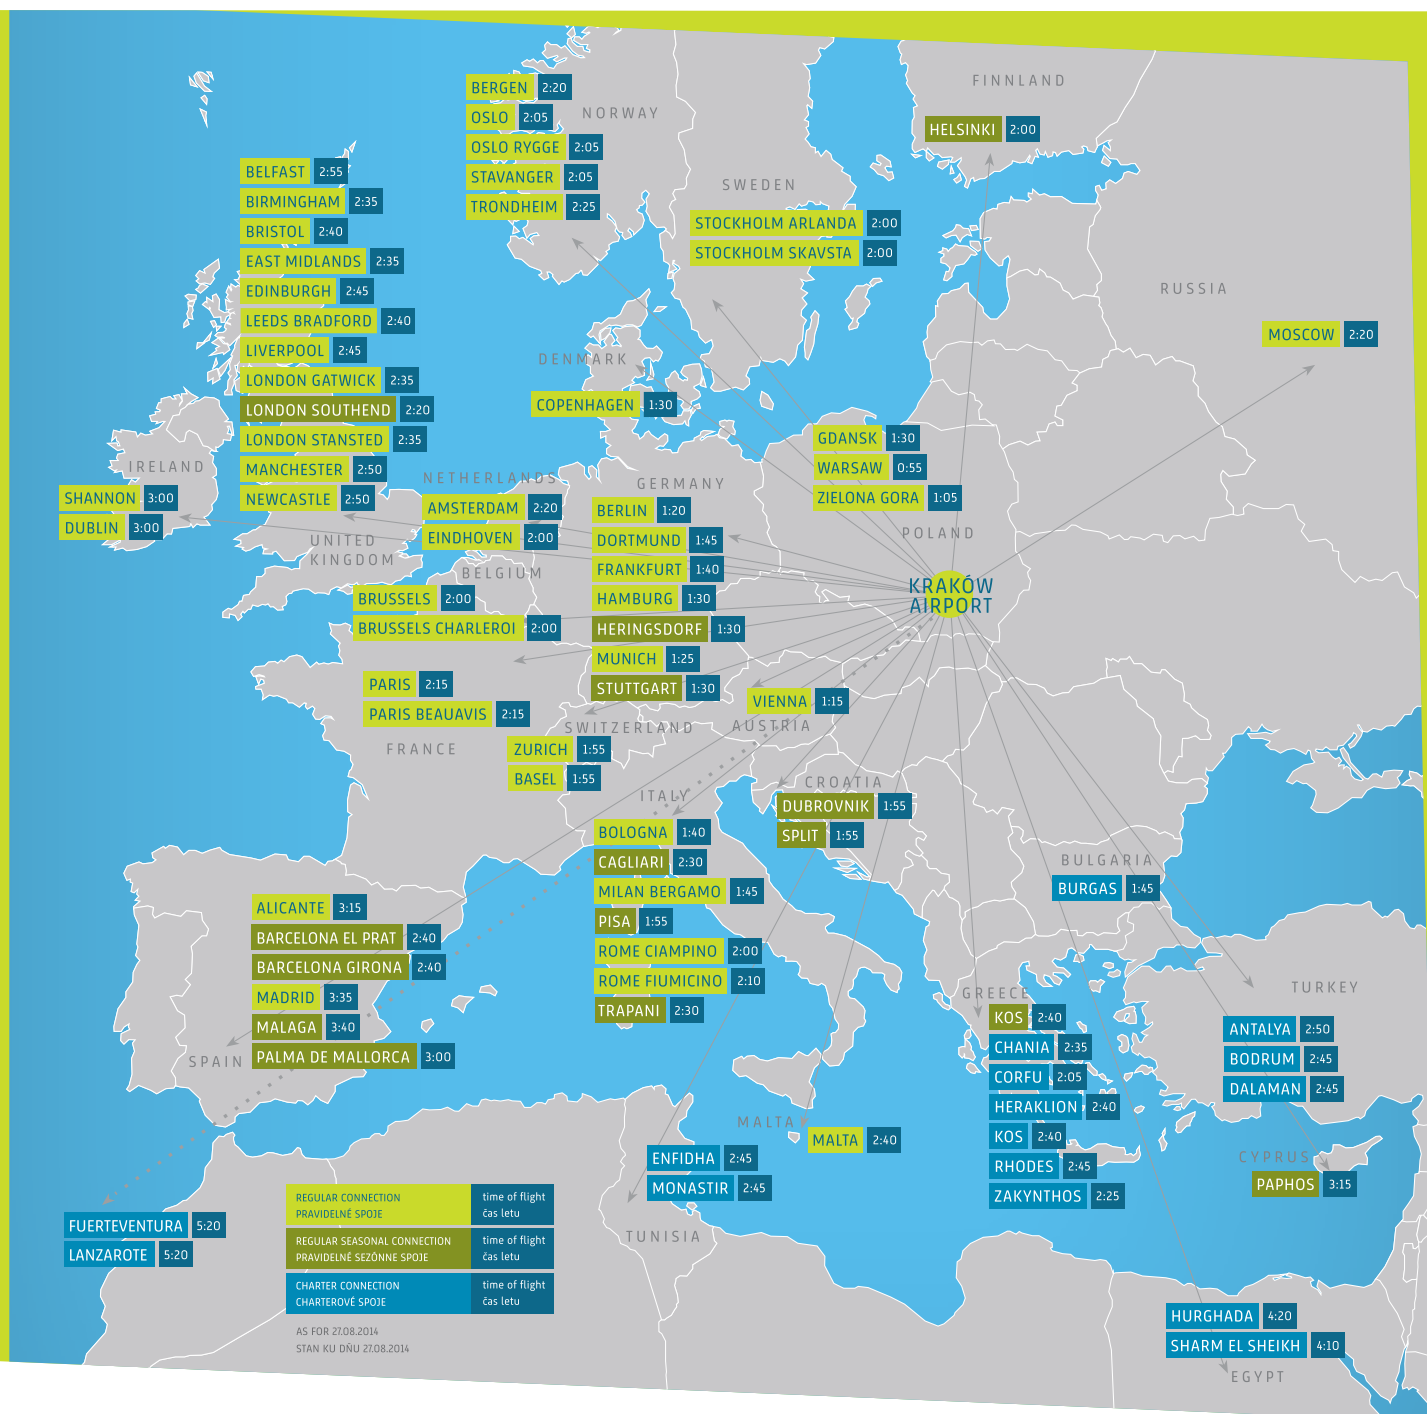 FINNLAND
HELSINKI 2:00
NORWAY
BERGEN 2:20
OSLO 2:05
OSLO RYGGE 2:05
STAVANGER 2:05
TRONDHEIM 2:25
BELFAST 2:55
BIRMINGHAM 2:35
BRISTOL 2:40
EAST MIDLANDS 2:35
EDINBURGH 2:45
LEEDS BRADFORD 2:40
LIVERPOOL 2:45
LONDON GATWICK 2:35
LONDON SOUTHEND 2:20
LONDON STANSTED 2:35
MANCHESTER 2:50
NEWCASTLE 2:50
SWEDEN
STOCKHOLM ARLANDA 2:00
STOCKHOLM SKAVSTA 2:00
RUSSIA
MOSCOW 2:20
DENMARK
COPENHAGEN 1:30
IRELAND
SHANNON 3:00
DUBLIN 3:00
UNITED
KINGDOM
NETHERLANDS
AMSTERDAM 2:20
EINDHOVEN 2:00
BELGIUM
BRUSSELS 2:00
BRUSSELS CHARLEROI 2:00
GERMANY
BERLIN 1:20
DORTMUND 1:45
FRANKFURT 1:40
HAMBURG 1:30
HERINGSDORF 1:30
MUNICH 1:25
STUTTGART 1:30
GDANSK 1:30
WARSAW 0:55
ZIELONA GORA 1:05
POLAND
KRAKÓW
AIRPORT
PARIS 2:15
PARIS BEAUAVIS 2:15
FRANCE
SWITZERLAND
ZURICH 1:55
BASEL 1:55
VIENNA 1:15
AUSTRIA
CROATIA
DUBROVNIK 1:55
SPLIT 1:55
ITALY
BOLOGNA 1:40
CAGLIARI 2:30
MILAN BERGAMO 1:45
PISA 1:55
ROME CIAMPINO 2:00
ROME FIUMICINO 2:10
TRAPANI 2:30
BULGARIA
BURGAS 1:45
ALICANTE 3:15
BARCELONA EL PRAT 2:40
BARCELONA GIRONA 2:40
MADRID 3:35
MALAGA 3:40
PALMA DE MALLORCA 3:00
SPAIN
GREECE
KOS 2:40
CHANIA 2:35
CORFU 2:05
HERAKLION 2:40
KOS 2:40
RHODES 2:45
ZAKYNTHOS 2:25
TURKEY
ANTALYA 2:50
BODRUM 2:45
DALAMAN 2:45
MALTA
MALTA 2:40
CYPRUS
PAPHOS 3:15
ENFIDHA 2:45
MONASTIR 2:45
TUNISIA
FUERTEVENTURA 5:20
LANZAROTE 5:20
HURGHADA 4:20
SHARM EL SHEIKH 4:10
EGYPT
REGULAR CONNECTION time of flight
PRAVIDELNÉ SPOJE čas letu
REGULAR SEASONAL CONNECTION time of flight
PRAVIDELNĚ SEZÓNNE SPOJE čas letu
CHARTER CONNECTION time of flight
CHARTEROVÉ SPOJE čas letu
AS FOR 27.08.2014
STAN KU DŇU 27.08.2014